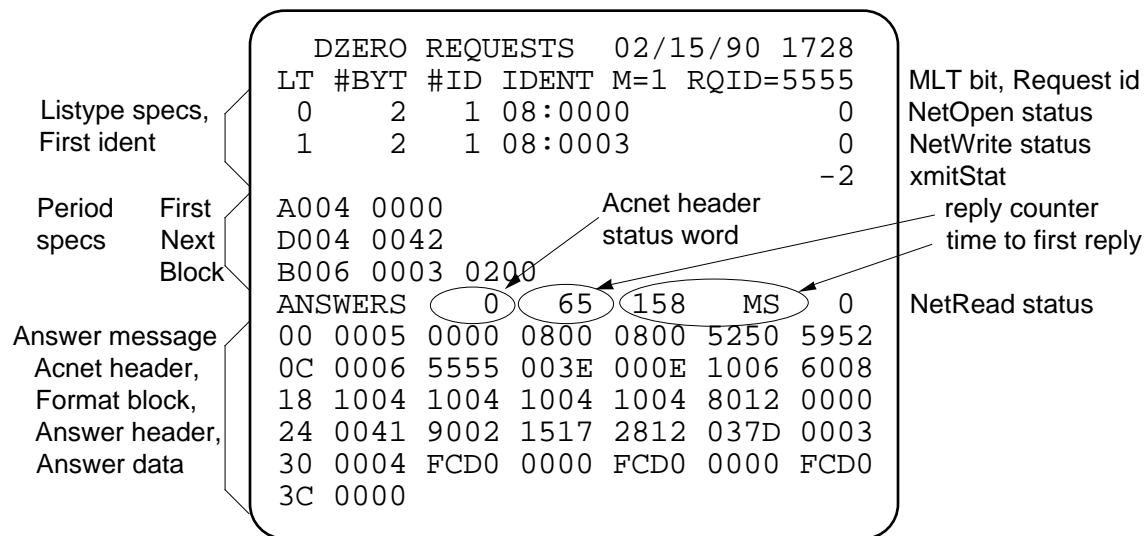 DZERO REQUESTS 02/15/90 1728
LT #BYT #ID IDENT M=1 RQID=5555 MLT bit, Request id
Listype specs, 0 2 1 08:0000 0 NetOpen status
First ident 1 2 1 08:0003 0 NetWrite status
-2 xmitStat
Period First A004 0000 Acnet header reply counter
specs Next D004 0042 status word time to first reply
Block B006 0003 0200
ANSWERS 0 65 158 MS 0 NetRead status
Answer message 00 0005 0000 0800 0800 5250 5952
Acnet header, 0C 0006 5555 003E 000E 1006 6008
Format block, 18 1004 1004 1004 1004 8012 0000
Answer header, 24 0041 9002 1517 2812 037D 0003
Answer data 30 0004 FCD0 0000 FCD0 0000 FCD0
3C 0000